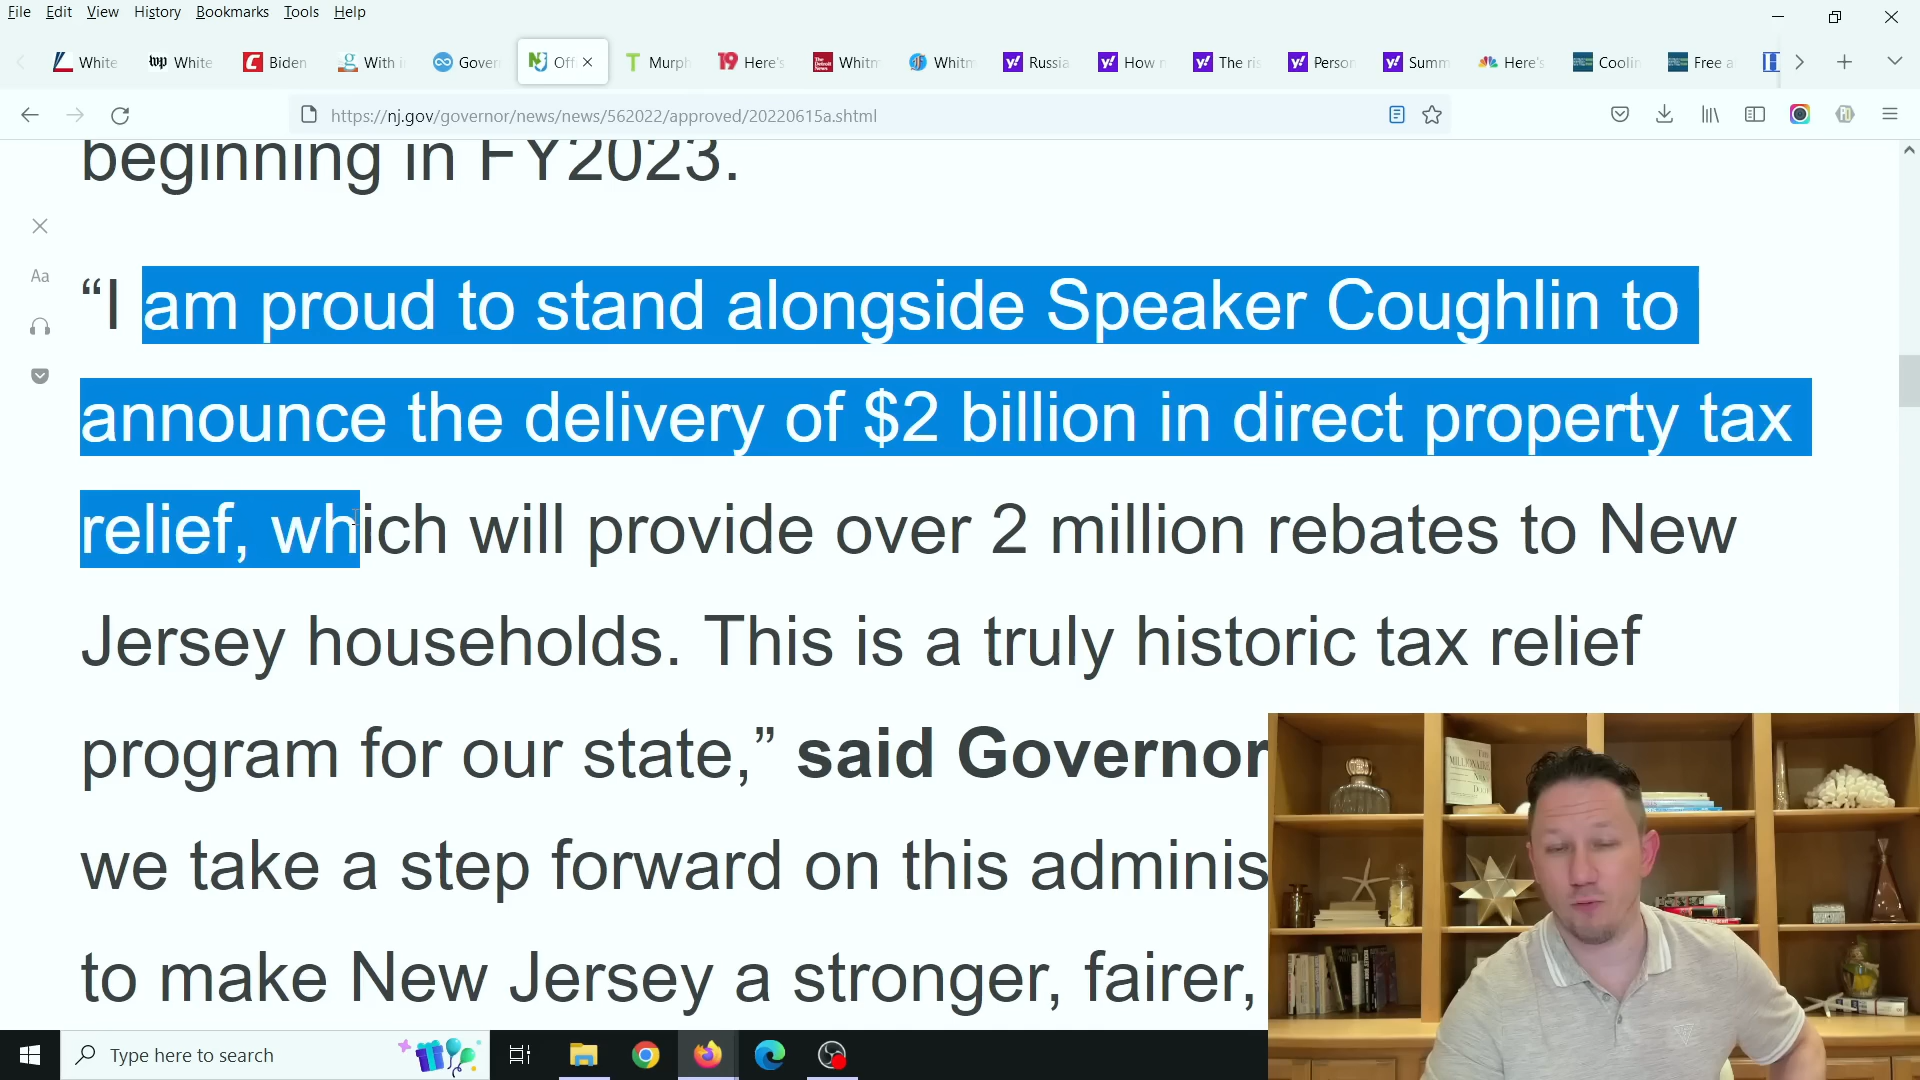 File Edit View History Bookmarks Tools Help
White White Biden With i Gover Off Murph Here's Whitm Whitm Russia How The ris Person Summ Here's Coolin Free a
https://nj.gov/governor/news/news/562022/approved/20220615a.shtml
beginning in FY2023.
Aa
“I am proud to stand alongside Speaker Coughlin to
announce the delivery of $2 billion in direct property tax
relief, which will provide over 2 million rebates to New
Jersey households. This is a truly historic tax relief
program for our state,” said Governor
we take a step forward on this adminis
to make New Jersey a stronger, fairer,
Type here to search